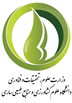 وزارت علوم، تحقیقات و فناوری
دانشگاه علوم کشاورزی و منابع طبیعی ساری